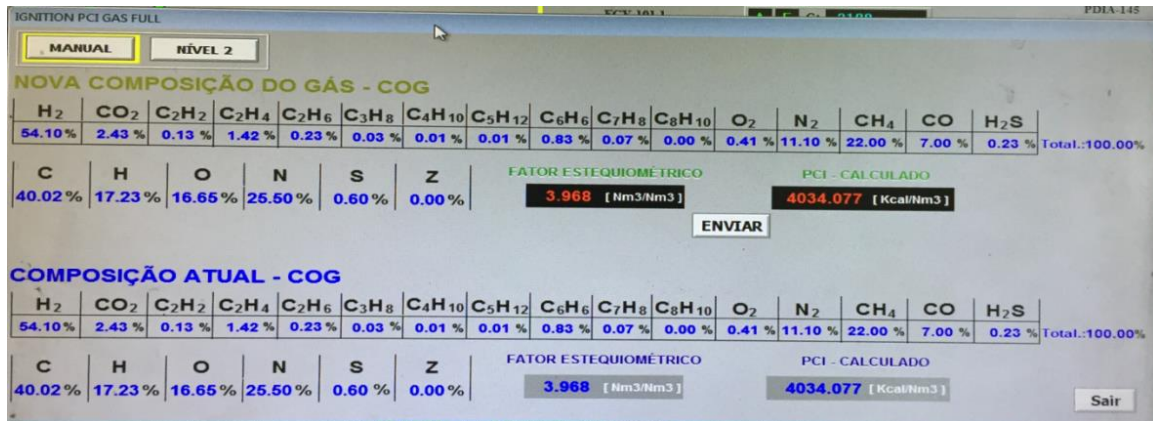 IGNITION PCI GAS FULL
PDIA-145
MANUAL NÍVEL 2
NOVA COMPOSIÇÃO DO GÁS - COG
H2 CO2 C2H2 C2H4 C2H6 C3H8 C4H10 C5H12 C6H6 C7H8 C8H10 O2 N2 CH4 CO H2S
54.10% 2.43 % 0.13 % 1.42 % 0.23 % 0.03 % 0.01 % 0.01 % 0.83 % 0.07 % 0.00 % 0.41 % 11.10 % 22.00 % 7.00 % 0.23 % Total.:100.00%
C H O N S Z FATOR ESTEQUIOMÉTRICO PCI - CALCULADO
40.02% 17.23% 16.65% 25.50% 0.60% 0.00% 3.968 [Nm3/Nm3] 4034.077 [Kcal/Nm3]
ENVIAR
COMPOSIÇÃO ATUAL - COG
H2 CO2 C2H2 C2H4 C2H6 C3H8 C4H10 C5H12 C6H6 C7H8 C8H10 O2 N2 CH4 CO H2S
54.10% 2.43 % 0.13 % 1.42 % 0.23 % 0.03 % 0.01 % 0.01 % 0.83 % 0.07 % 0.00 % 0.41 % 11.10 % 22.00 % 7.00 % 0.23 % Total.:100.00%
C H O N S Z FATOR ESTEQUIOMÉTRICO PCI - CALCULADO
40.02% 17.23% 16.65% 25.50% 0.60% 0.00% 3.968 [Nm3/Nm3] 4034.077 [Kcal/Nm3]
Sair